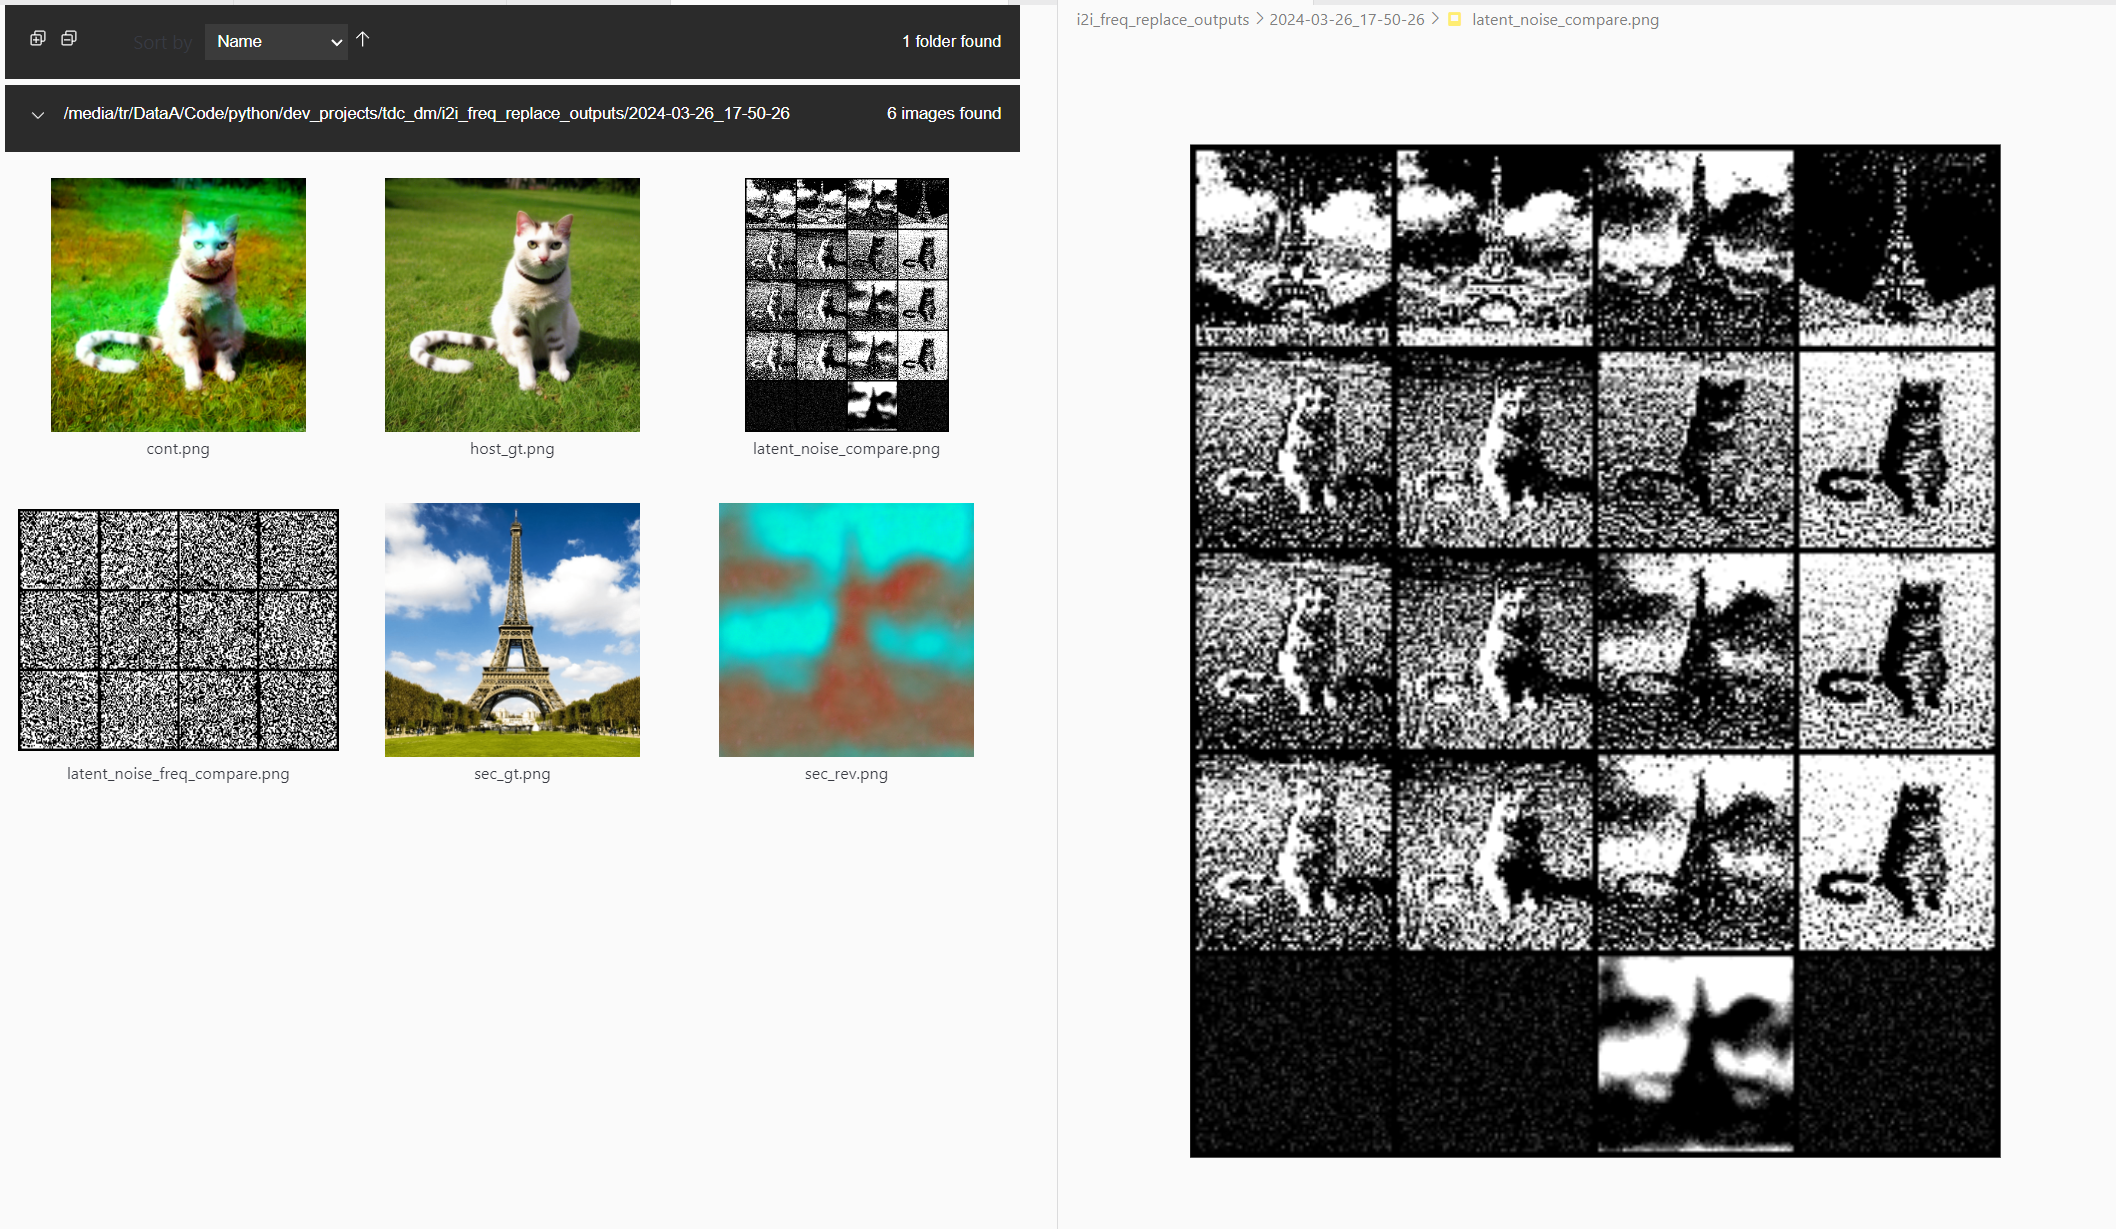 Sort by
Name
1 folder found
/media/tr/DataA/Code/python/dev_projects/tdc_dm/i2i_freq_replace_outputs/2024-03-26_17-50-26
6 images found
cont.png
host_gt.png
latent_noise_compare.png
latent_noise_freq_compare.png
sec_gt.png
sec_rev.png
i2i_freq_replace_outputs > 2024-03-26_17-50-26 > latent_noise_compare.png